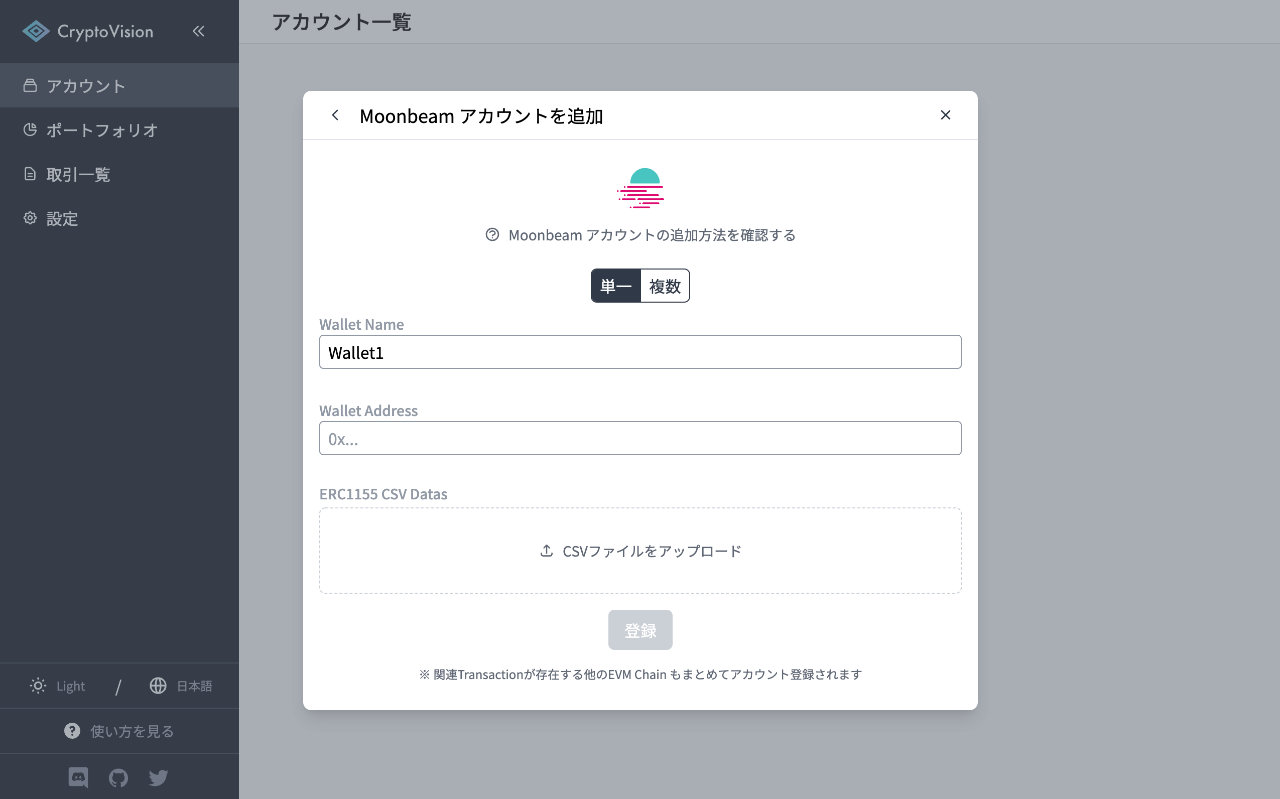 CryptoVision
アカウント一覧
アカウント
ポートフォリオ
取引一覧
設定
Moonbeam アカウントを追加
Moonbeam アカウントの追加方法を確認する
単一 複数
Wallet Name
Wallet1
Wallet Address
0x...
ERC1155 CSV Datas
CSVファイルをアップロード
登録
※ 関連Transactionが存在する他のEVM Chain もまとめてアカウント登録されます
Light / 日本語
使い方を見る